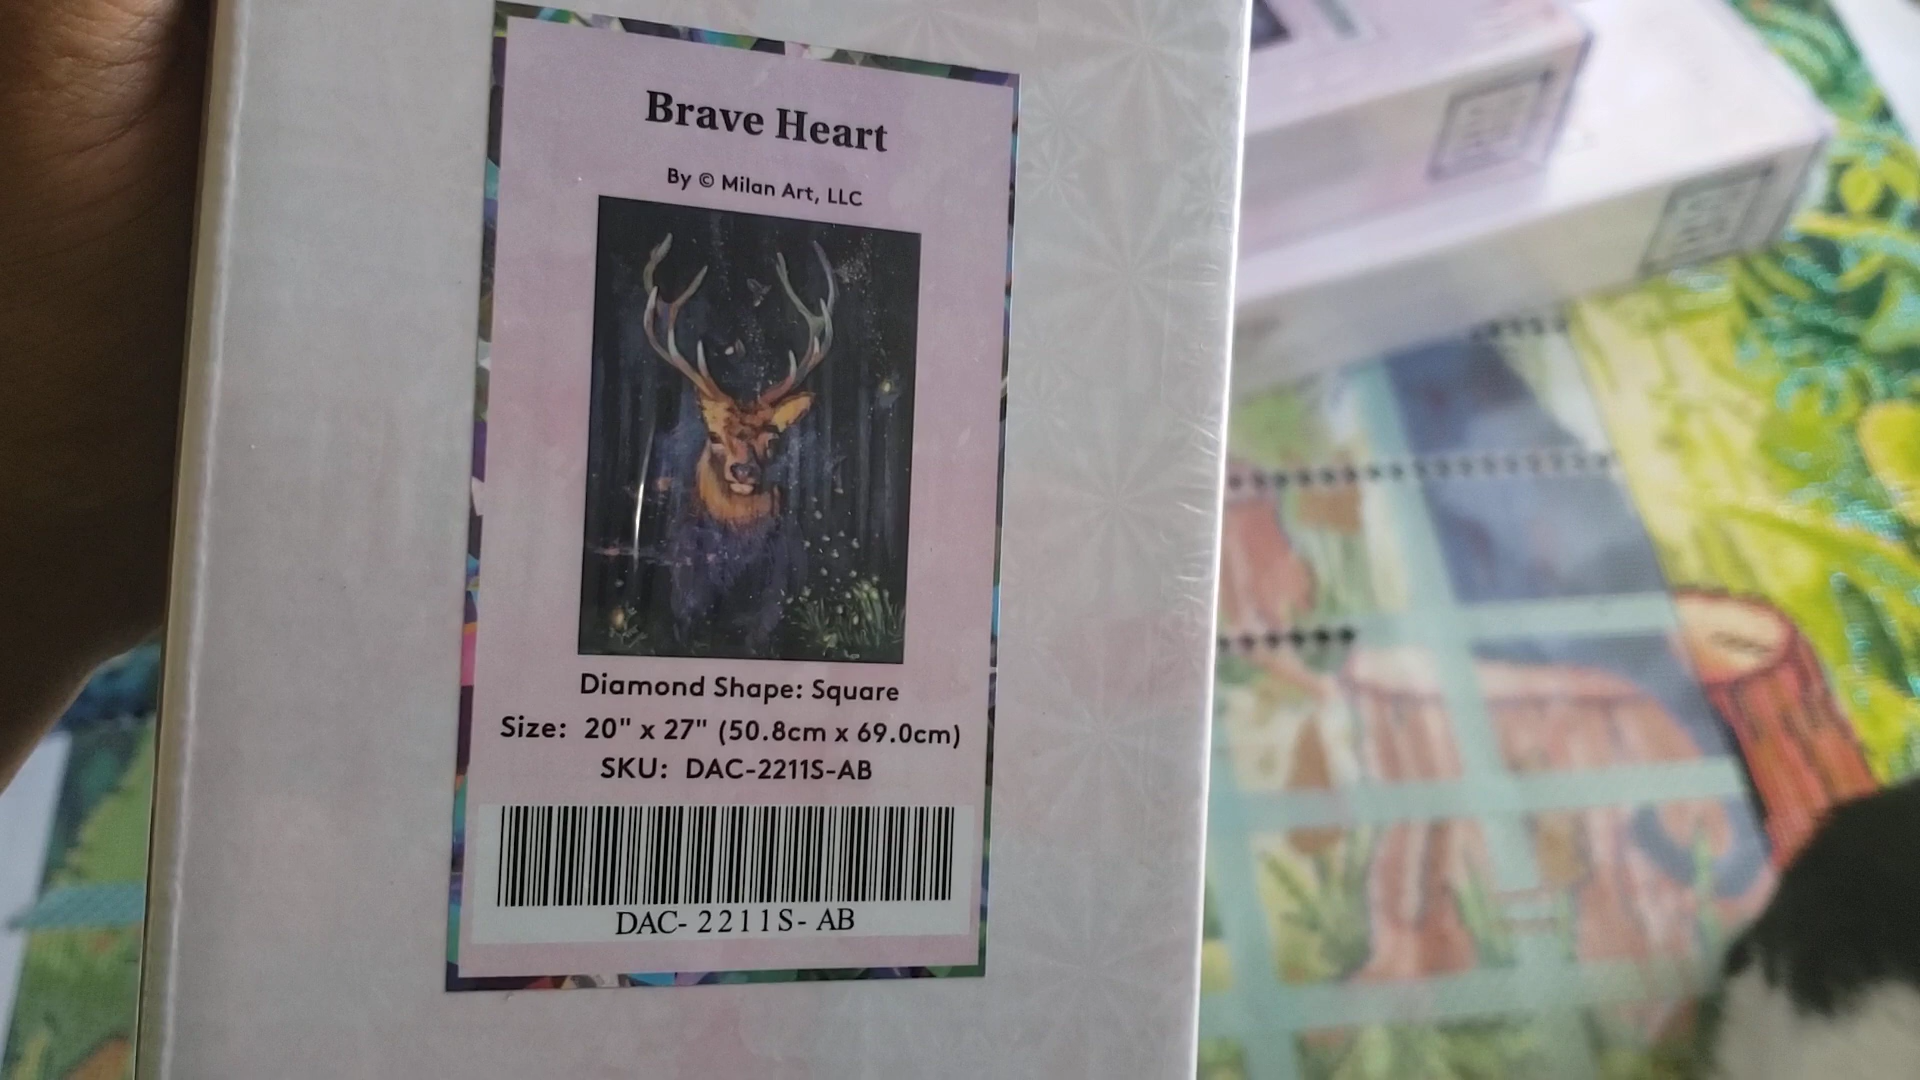 Brave Heart
By © Milan Art, LLC
Diamond Shape: Square
Size: 20" x 27" (50.8cm x 69.0cm)
SKU: DAC-2211S-AB
DAC-2211S-AB